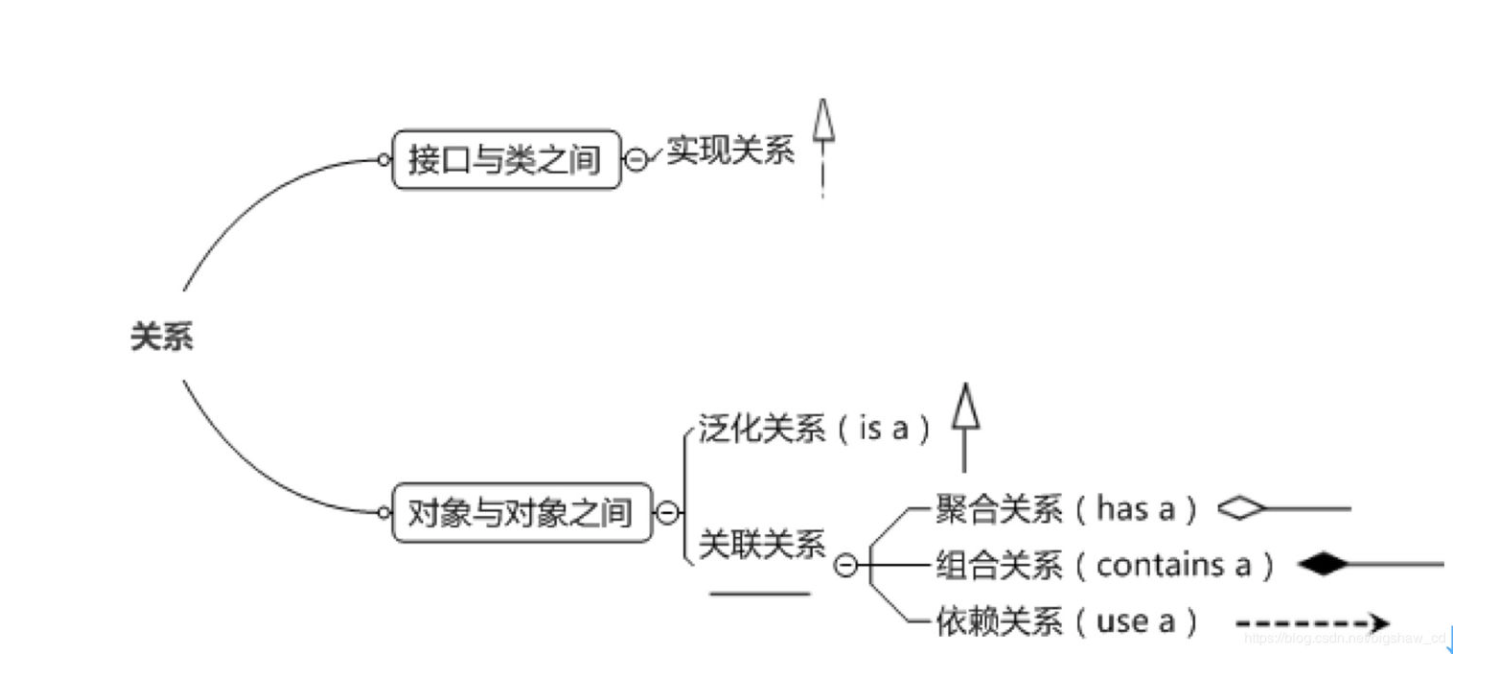 接口与类之间
实现关系
关系
泛化关系（is a）
对象与对象之间
关联关系
聚合关系（has a）
组合关系（contains a）
依赖关系（use a）
https://blog.csdn.net/bigshaw_cd